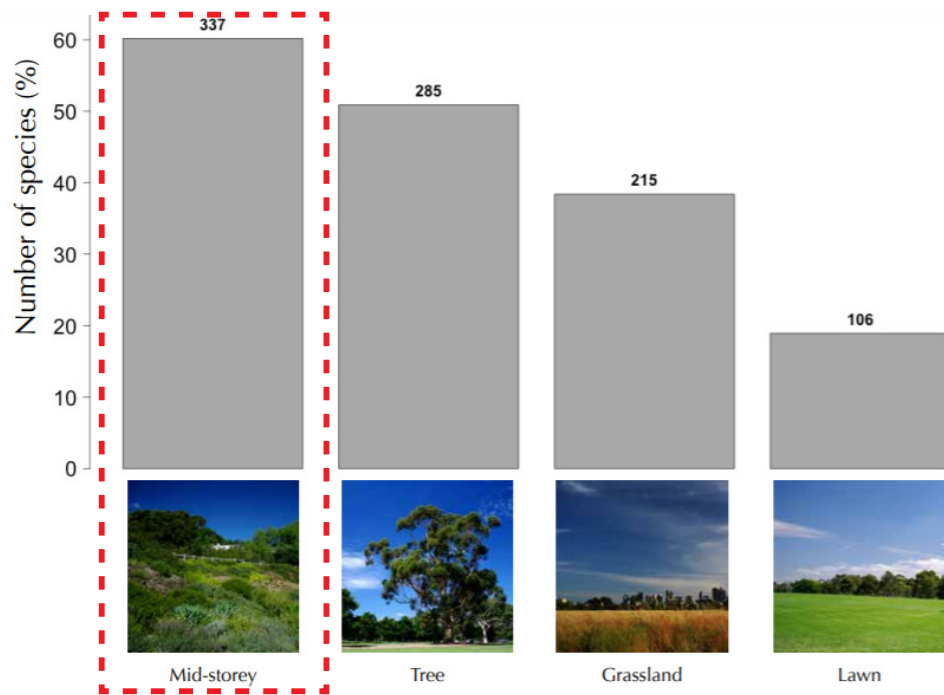 Number of species (%)
60
50
40
30
20
10
0
337
285
215
106
Mid-storey
Tree
Grassland
Lawn